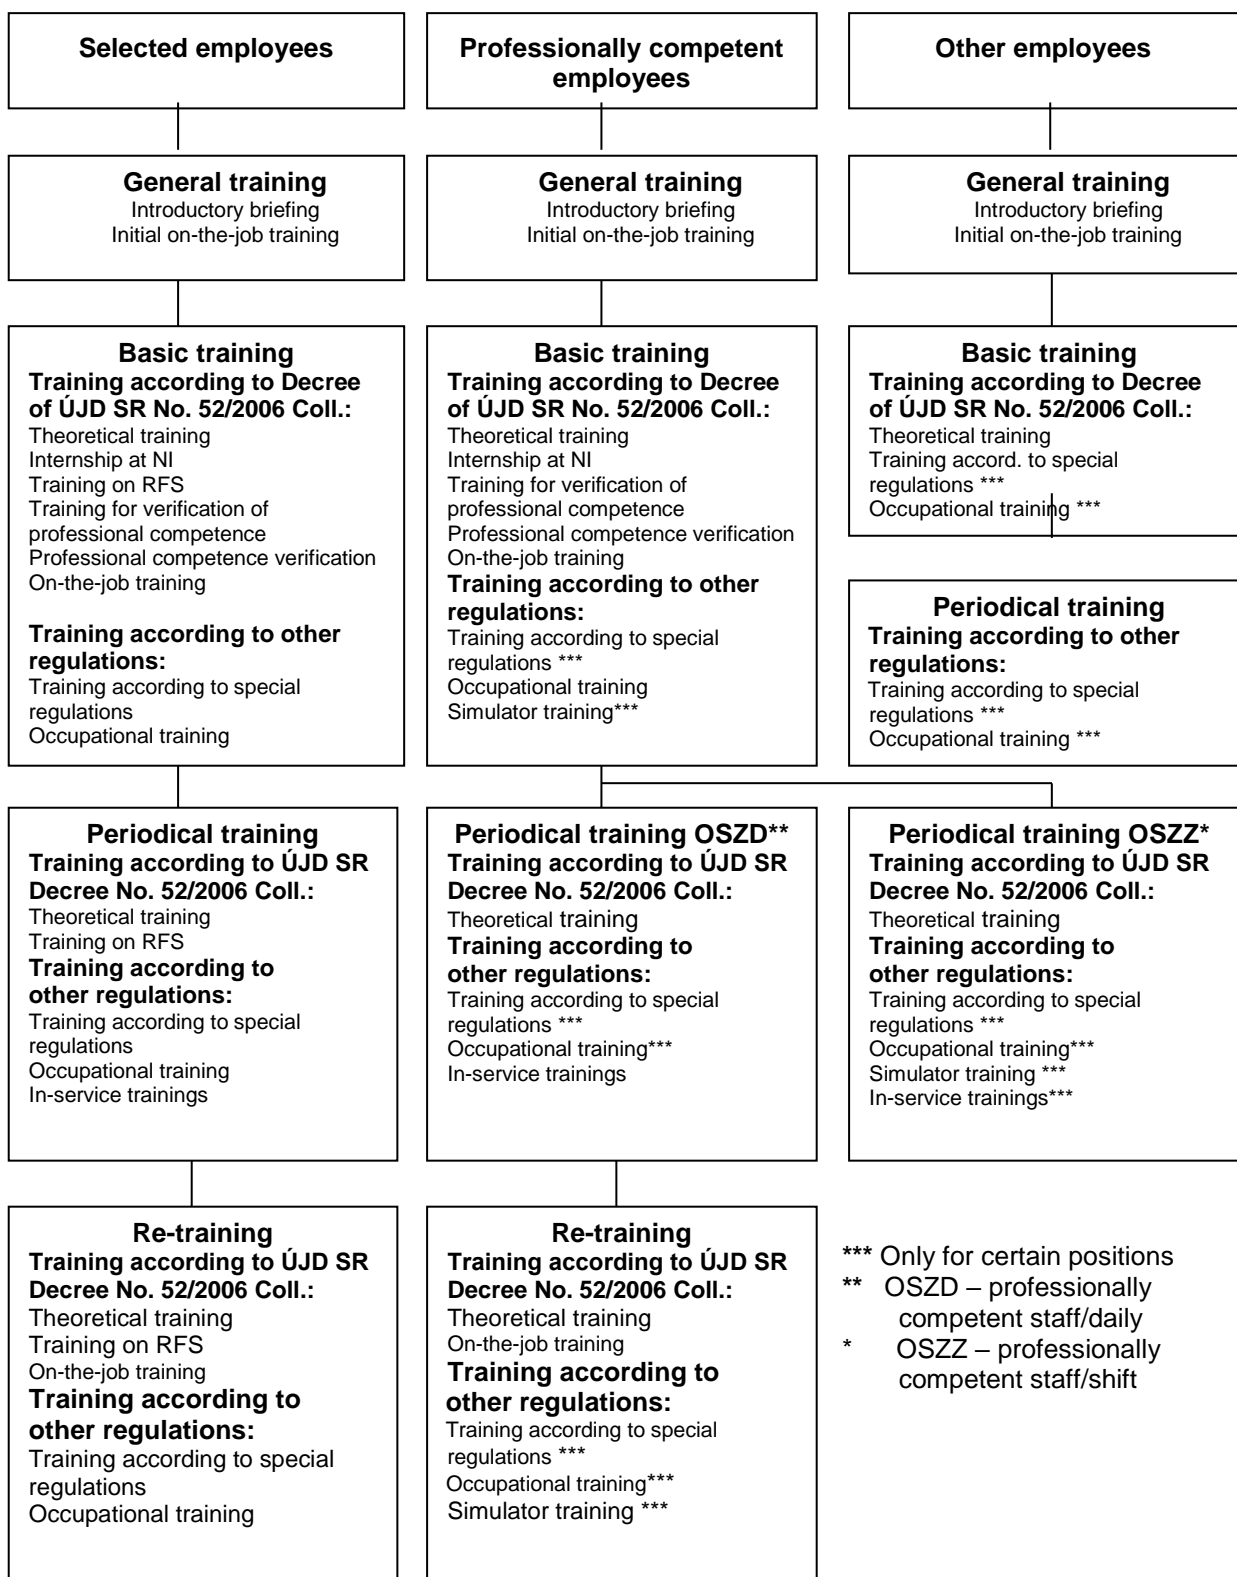 Selected employees
Professionally competent
employees
Other employees
General training
Introductory briefing
Initial on-the-job training
General training
Introductory briefing
Initial on-the-job training
General training
Introductory briefing
Initial on-the-job training
Basic training
Training according to Decree
of ÚJD SR No. 52/2006 Coll.:
Theoretical training
Internship at NI
Training on RFS
Training for verification of
professional competence
Professional competence verification
On-the-job training
Training according to other
regulations:
Training according to special
regulations
Occupational training
Basic training
Training according to Decree
of ÚJD SR No. 52/2006 Coll.:
Theoretical training
Internship at NI
Training for verification of
professional competence
Professional competence verification
On-the-job training
Training according to other
regulations:
Training according to special
regulations ***
Occupational training
Simulator training***
Basic training
Training according to Decree
of ÚJD SR No. 52/2006 Coll.:
Theoretical training
Training accord. to special
regulations ***
Occupational training ***
Periodical training
Training according to other
regulations:
Training according to special
regulations ***
Occupational training ***
Periodical training
Training according to ÚJD SR
Decree No. 52/2006 Coll.:
Theoretical training
Training on RFS
Training according to
other regulations:
Training according to special
regulations
Occupational training
In-service trainings
Periodical training OSZD**
Training according to ÚJD SR
Decree No. 52/2006 Coll.:
Theoretical training
Training according to
other regulations:
Training according to special
regulations ***
Occupational training***
In-service trainings
Periodical training OSZZ*
Training according to ÚJD SR
Decree No. 52/2006 Coll.:
Theoretical training
Training according to
other regulations:
Training according to special
regulations ***
Occupational training***
Simulator training ***
In-service trainings***
Re-training
Training according to ÚJD SR
Decree No. 52/2006 Coll.:
Theoretical training
Training on RFS
On-the-job training
Training according to
other regulations:
Training according to special
regulations
Occupational training
Re-training
Training according to ÚJD SR
Decree No. 52/2006 Coll.:
Theoretical training
On-the-job training
Training according to
other regulations:
Training according to special
regulations ***
Occupational training***
Simulator training ***
*** Only for certain positions
** OSZD – professionally
competent staff/daily
* OSZZ – professionally
competent staff/shift